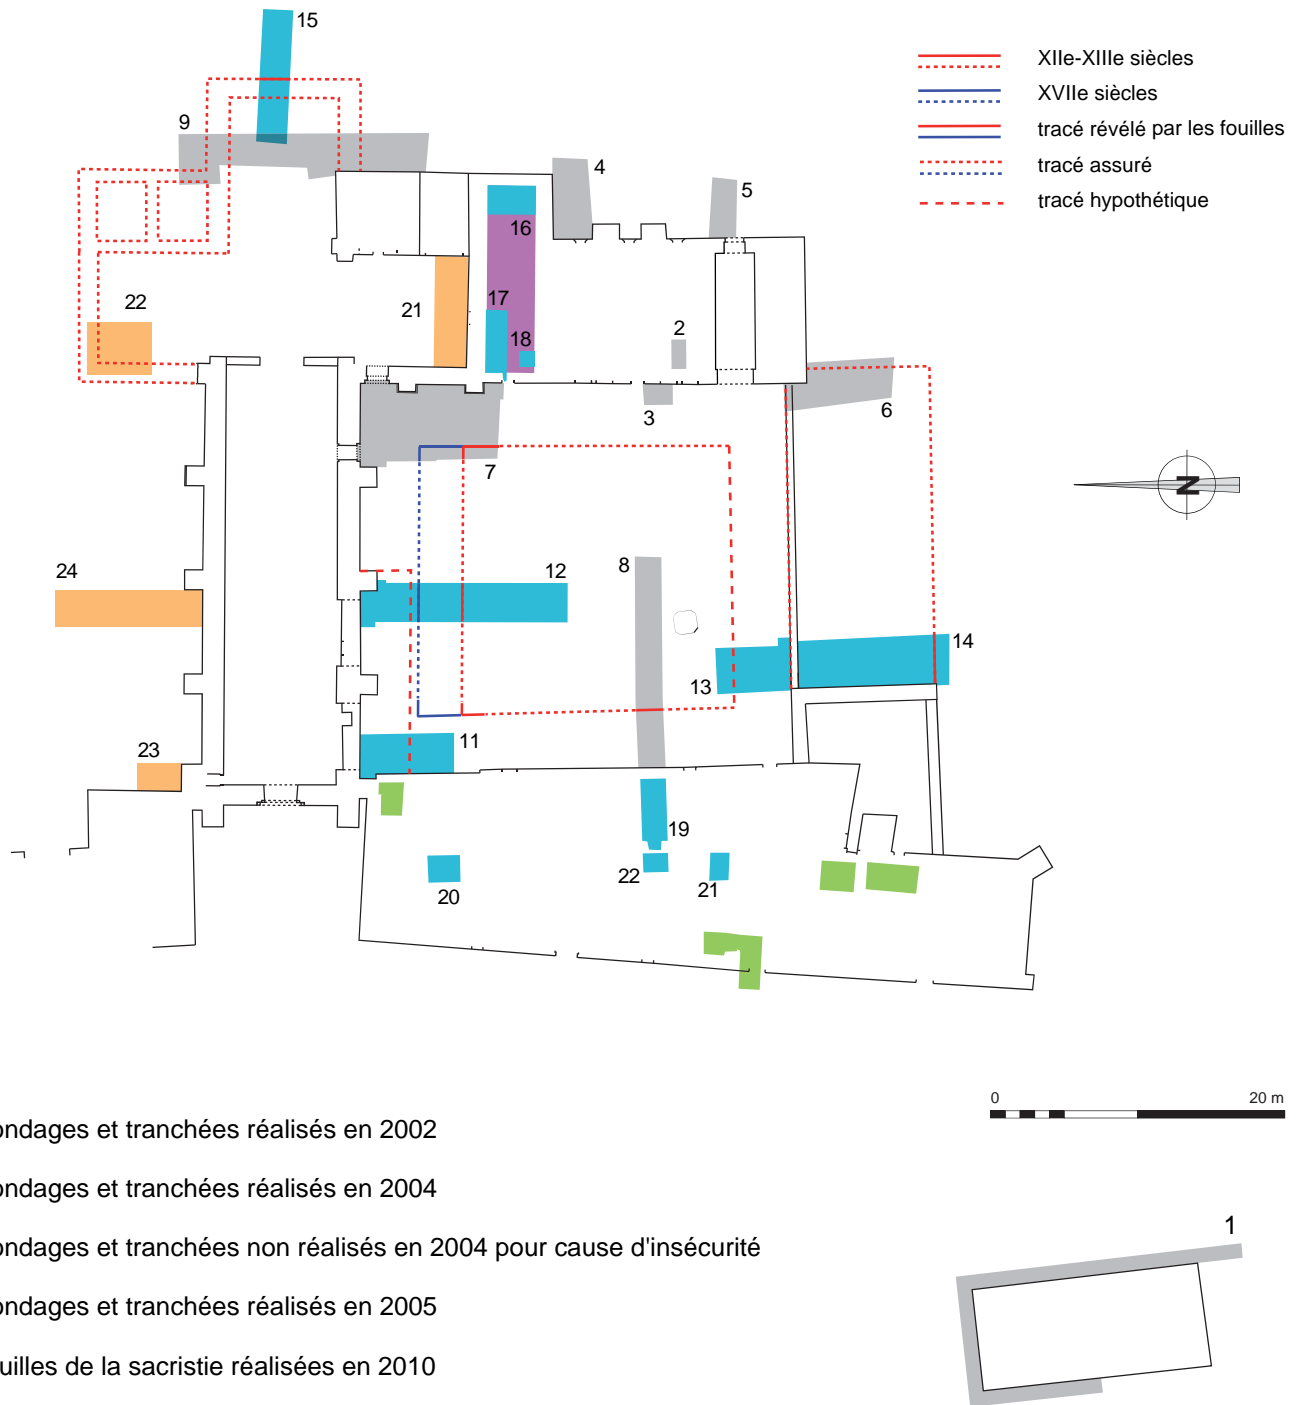 15
XIIe-XIIIe siècles
XVIIe siècles
tracé révélé par les fouilles
tracé assuré
tracé hypothétique
9
4
5
16
22
21
17
18
2
3
6
7
N
24
12
8
14
13
23
11
19
22
21
20
0 20 m
ondages et tranchées réalisés en 2002
ondages et tranchées réalisés en 2004
ondages et tranchées non réalisés en 2004 pour cause d'insécurité
ondages et tranchées réalisés en 2005
uilles de la sacristie réalisées en 2010
1